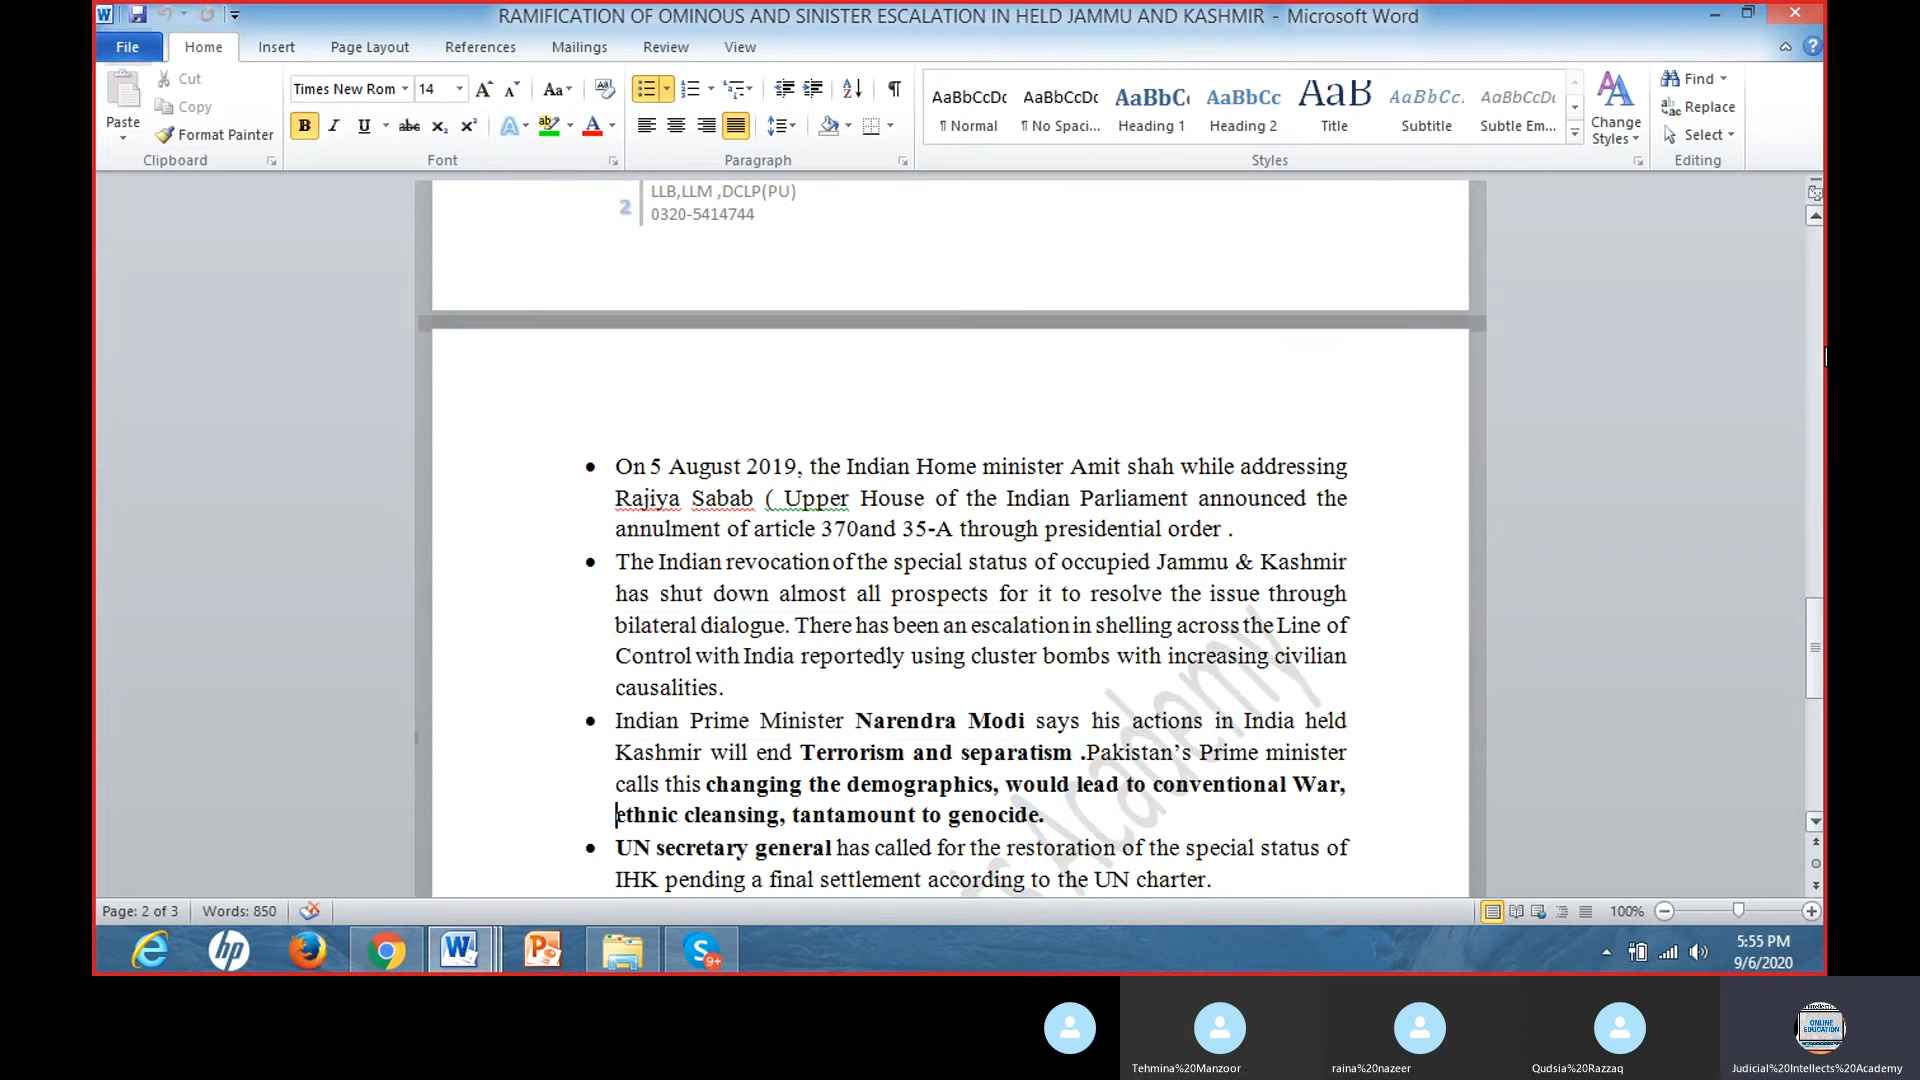 RAMIFICATION OF OMINOUS AND SINISTER ESCALATION IN HELD JAMMU AND KASHMIR - Microsoft Word
File Home Insert Page Layout References Mailings Review View
Paste
Cut
Copy
Format Painter
Clipboard
Times New Rom 14
Font
Paragraph
AaBbCcDc AaBbCcDc AaBbC AaBbCc AaB AaBbCc. AaBbCcDc
¶ Normal ¶ No Spaci... Heading 1 Heading 2 Title Subtitle Subtle Em...
Styles
Change Styles
Find
Replace
Select
Editing
LLB,LLM ,DCLP(PU)
2
0320-5414744
• On 5 August 2019, the Indian Home minister Amit shah while addressing
Rajiya Sabab ( Upper House of the Indian Parliament announced the
annulment of article 370and 35-A through presidential order .
• The Indian revocation of the special status of occupied Jammu & Kashmir
has shut down almost all prospects for it to resolve the issue through
bilateral dialogue. There has been an escalation in shelling across the Line of
Control with India reportedly using cluster bombs with increasing civilian
causalities.
• Indian Prime Minister Narendra Modi says his actions in India held
Kashmir will end Terrorism and separatism .Pakistan's Prime minister
calls this changing the demographics, would lead to conventional War,
ethnic cleansing, tantamount to genocide.
• UN secretary general has called for the restoration of the special status of
IHK pending a final settlement according to the UN charter.
Academy
Page: 2 of 3 Words: 850 100%
9+
5:55 PM
9/6/2020
ONLINE
EDUCATION
Tehmina%20Manzoor raina%20nazeer Qudsia%20Razzaq Judicial%20Intellects%20Academy